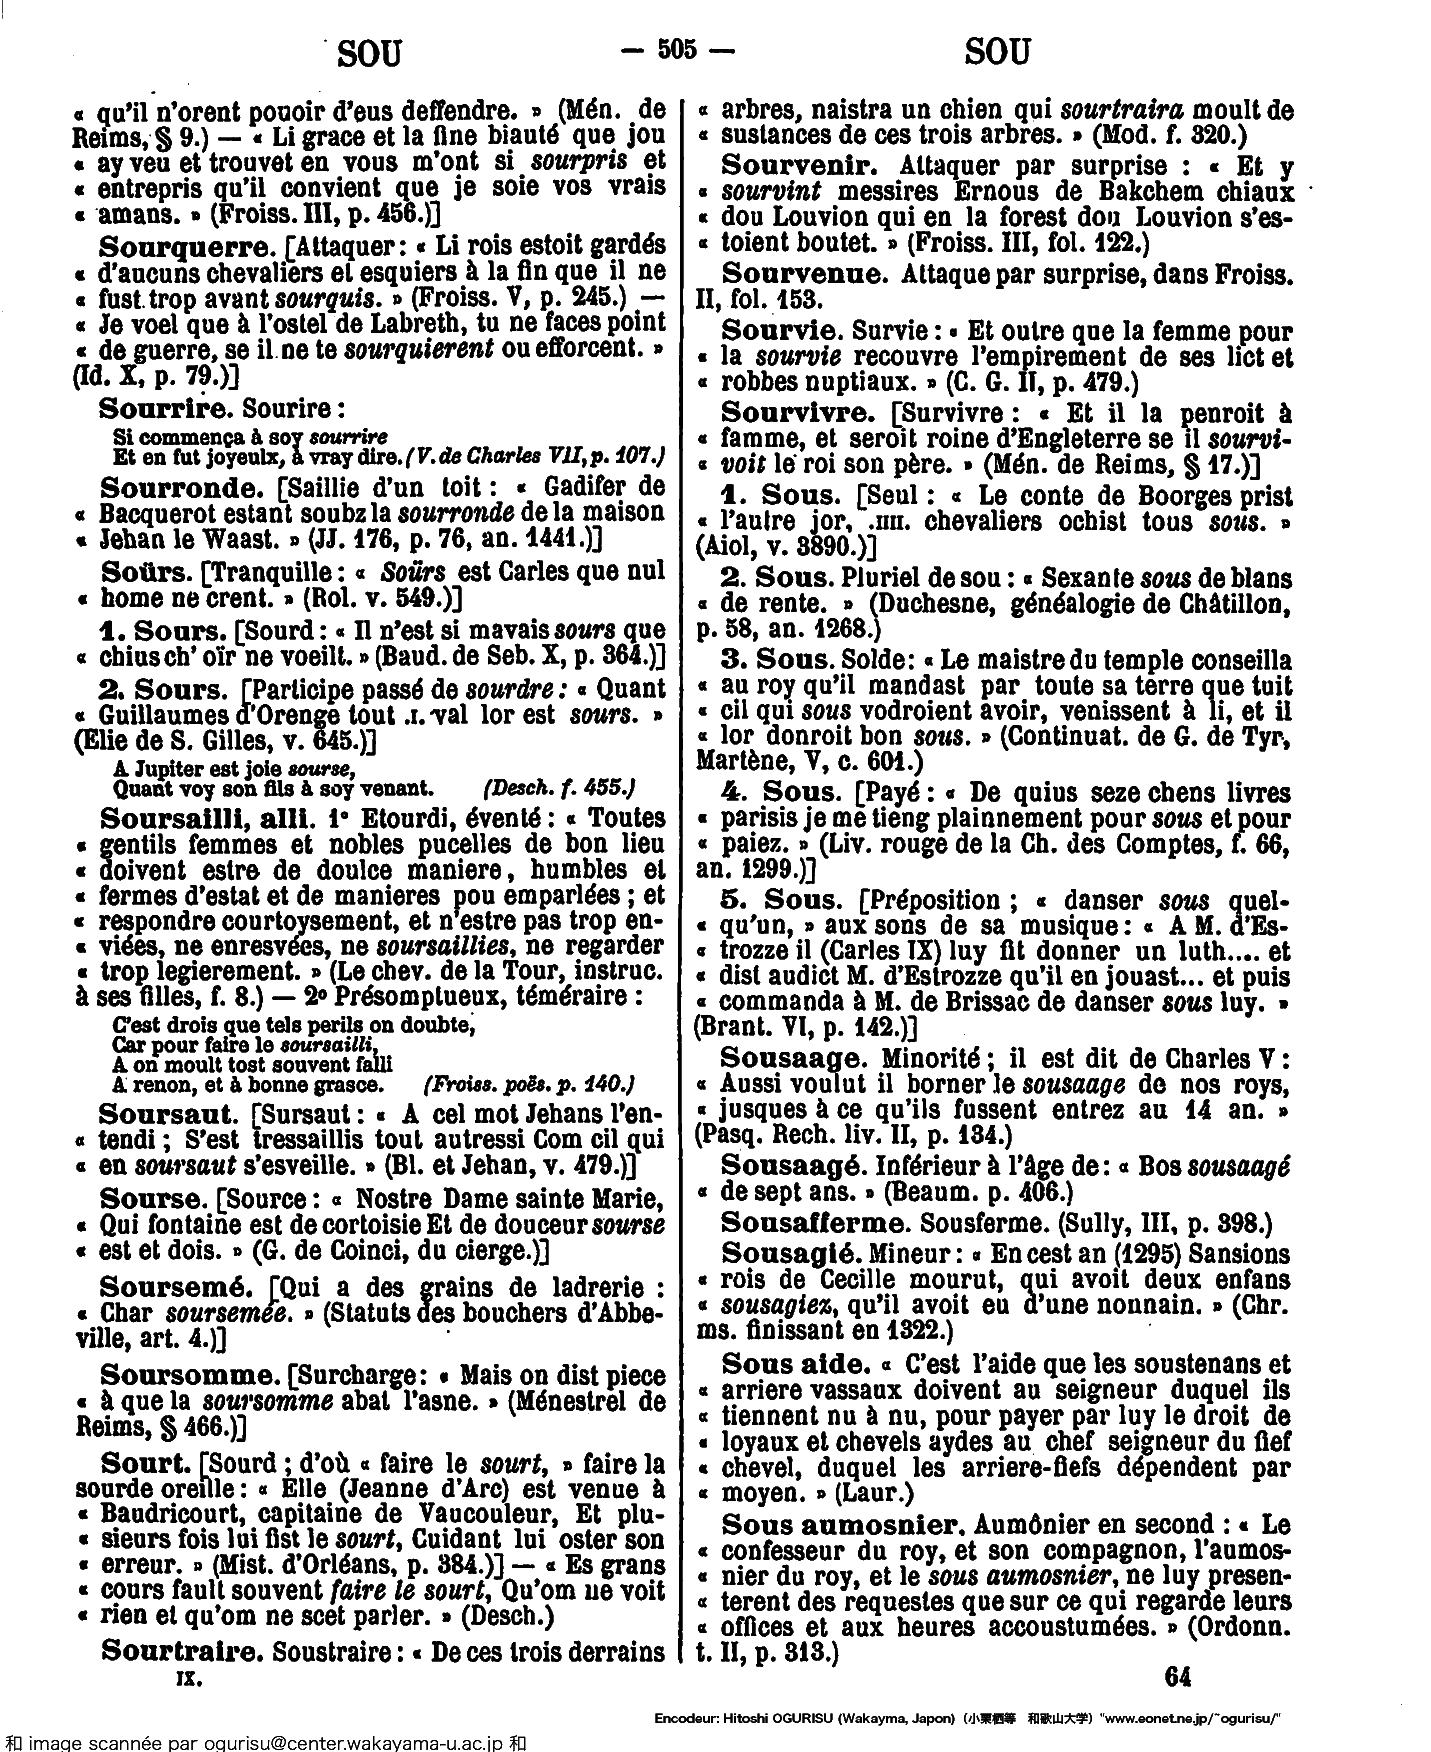 SOU — 505 — SOU
« qu'il n'orent pouoir d'eus deffendre. » (Mén. de
Reims, § 9.) — « Li grace et la fine biauté que jou
« ay veu et trouvet en vous m'ont si sourpris et
« entrepris qu'il convient que je soie vos vrais
« amans. » (Froiss. III, p. 456.)]
Sourquerre. [Attaquer : « Li rois estoit gardés
« d'aucuns chevaliers et esquiers à la fin que il ne
« fust trop avant sourquis. » (Froiss. V, p. 245.) —
« Je voel que à l'ostel de Labreth, tu ne faces point
« de guerre, se il ne te sourquierent ou efforcent. »
(Id. X, p. 79.)]
Sourrire. Sourire :
Si commença à soy sourrire
Et en fut joyeulx, à vray dire. (V. de Charles VII, p. 107.)
Sourronde. [Saillie d'un toit : « Gadifer de
« Bacquerot estant soubz la sourronde de la maison
« Jehan le Waast. » (JJ. 176, p. 76, an. 1441.)]
Soürs. [Tranquille : « Soürs est Carles que nul
« home ne crent. » (Rol. v. 549.)]
1. Sours. [Sourd : « Il n'est si mavais sours que
« chius ch' oïr ne voeilt. » (Baud. de Seb. X, p. 364.)]
2. Sours. [Participe passé de sourdre : « Quant
« Guillaumes d'Orenge tout .I. val lor est sours. »
(Elie de S. Gilles, v. 645.)]
A Jupiter est joie sourse,
Quant voy son fils à soy venant. (Desch. f. 455.)
Soursailli, alli. 1° Etourdi, éventé : « Toutes
« gentils femmes et nobles pucelles de bon lieu
« doivent estre de doulce maniere, humbles et
« fermes d'estat et de manieres pou emparlées ; et
« respondre courtoysement, et n'estre pas trop en-
« viées, ne enresvées, ne soursaillies, ne regarder
« trop legierement. » (Le chev. de la Tour, instruc.
à ses filles, f. 8.) — 2° Présomptueux, téméraire :
C'est drois que tels perils on doubte,
Car pour faire le soursailli,
A on moult tost souvent falli
A renon, et à bonne grasce. (Froiss. poës. p. 140.)
Soursaut. [Sursaut : « A cel mot Jehans l'en-
« tendi ; S'est tressaillis tout autressi Com cil qui
« en soursaut s'esveille. » (Bl. et Jehan, v. 479.)]
Sourse. [Source : « Nostre Dame sainte Marie,
« Qui fontaine est de cortoisie Et de douceur sourse
« est et dois. » (G. de Coinci, du cierge.)]
Soursemé. [Qui a des grains de ladrerie :
« Char soursemée. » (Statuts des bouchers d'Abbe-
ville, art. 4.)]
Soursomme. [Surcharge : « Mais on dist piece
« à que la soursomme abat l'asne. » (Ménestrel de
Reims, § 466.)]
Sourt. [Sourd ; d'où « faire le sourt, » faire la
sourde oreille : « Elle (Jeanne d'Arc) est venue à
« Baudricourt, capitaine de Vaucouleur, Et plu-
« sieurs fois lui fist le sourt, Cuidant lui oster son
« erreur. » (Mist. d'Orléans, p. 384.)] — « Es grans
« cours fault souvent faire le sourt, Qu'om ne voit
« rien et qu'om ne scet parler. » (Desch.)
Sourtraire. Soustraire : « De ces trois derrains
IX.
« arbres, naistra un chien qui sourtraira moult de
« sustances de ces trois arbres. » (Mod. f. 320.)
Sourvenir. Attaquer par surprise : « Et y
« sourvint messires Ernous de Bakchem chiaux
« dou Louvion qui en la forest dou Louvion s'es-
« toient boutet. » (Froiss. III, fol. 122.)
Sourvenue. Attaque par surprise, dans Froiss.
II, fol. 153.
Sourvie. Survie : « Et outre que la femme pour
« la sourvie recouvre l'empirement de ses lict et
« robbes nuptiaux. » (C. G. II, p. 479.)
Sourvivre. [Survivre : « Et il la penroit à
« famme, et seroit roine d'Engleterre se il sourvi-
« voit le roi son père. » (Mén. de Reims, § 17.)]
1. Sous. [Seul : « Le conte de Boorges prist
« l'autre jor, .IIII. chevaliers ochist tous sous. »
(Aiol, v. 3890.)]
2. Sous. Pluriel de sou : « Sexante sous de blans
« de rente. » (Duchesne, généalogie de Châtillon,
p. 58, an. 1268.)
3. Sous. Solde : « Le maistre du temple conseilla
« au roy qu'il mandast par toute sa terre que tuit
« cil qui sous vodroient avoir, venissent à li, et il
« lor donroit bon sous. » (Continuat. de G. de Tyr,
Martène, V, c. 601.)
4. Sous. [Payé : « De quius seze chens livres
« parisis je me tieng plainnement pour sous et pour
« paiez. » (Liv. rouge de la Ch. des Comptes, f. 66,
an. 1299.)]
5. Sous. [Préposition ; « danser sous quel-
« qu'un, » aux sons de sa musique : « A M. d'Es-
« trozze il (Carles IX) luy fit donner un luth.... et
« dist audict M. d'Estrozze qu'il en jouast... et puis
« commanda à M. de Brissac de danser sous luy. »
(Brant. VI, p. 142.)]
Sousaage. Minorité ; il est dit de Charles V :
« Aussi voulut il borner le sousaage de nos roys,
« jusques à ce qu'ils fussent entrez au 14 an. »
(Pasq. Rech. liv. II, p. 134.)
Sousaagé. Inférieur à l'âge de : « Bos sousaagé
« de sept ans. » (Beaum. p. 406.)
Sousafferme. Sousferme. (Sully, III, p. 398.)
Sousagié. Mineur : « En cest an (1295) Sansions
« rois de Cecille mourut, qui avoit deux enfans
« sousagiez, qu'il avoit eu d'une nonnain. » (Chr.
ms. finissant en 1322.)
Sous aide. « C'est l'aide que les soustenans et
« arriere vassaux doivent au seigneur duquel ils
« tiennent nu à nu, pour payer par luy le droit de
« loyaux et chevels aydes au chef seigneur du fief
« chevel, duquel les arriere-fiefs dépendent par
« moyen. » (Laur.)
Sous aumosnier. Aumônier en second : « Le
« confesseur du roy, et son compagnon, l'aumos-
« nier du roy, et le sous aumosnier, ne luy presen-
« terent des requestes que sur ce qui regarde leurs
« offices et aux heures accoustumées. » (Ordonn.
t. II, p. 313.)
64
Encodeur: Hitoshi OGURISU (Wakayma, Japon) (小栗栖等 和歌山大学) "www.eonet.ne.jp/~ogurisu/"
和 image scannée par ogurisu@center.wakayama-u.ac.jp 和